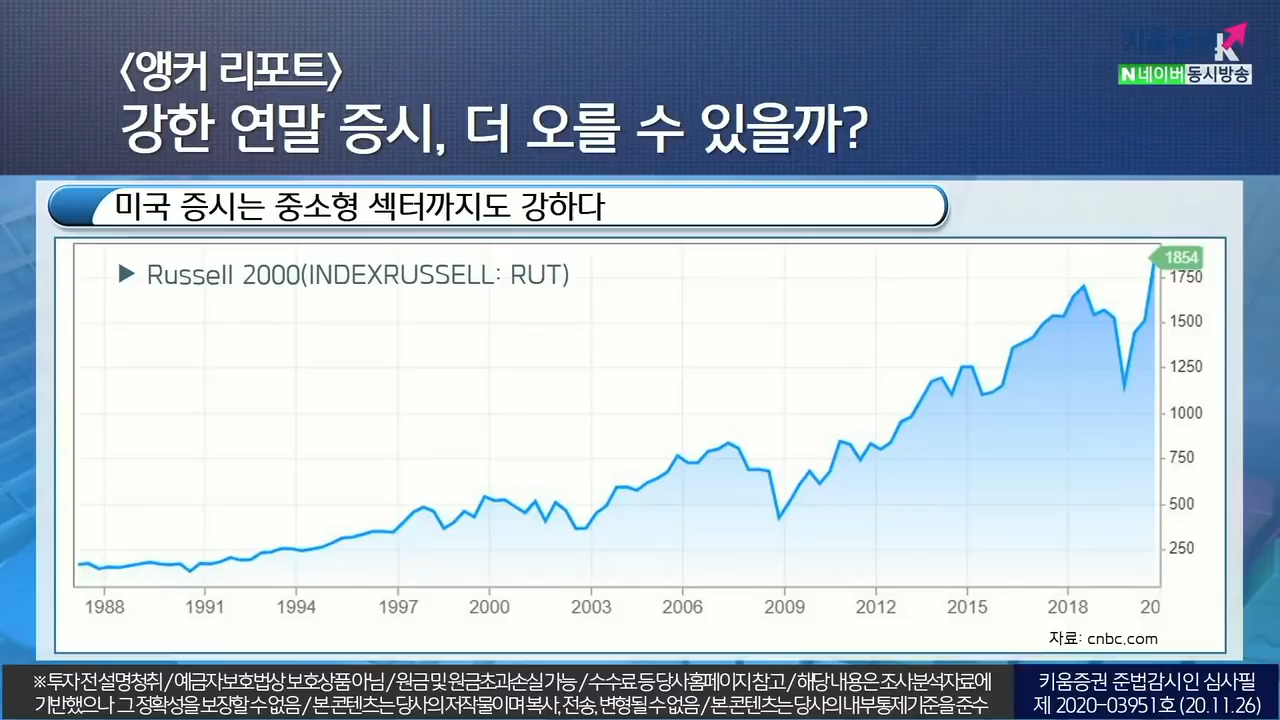 <앵커 리포트>
강한 연말 증시, 더 오를 수 있을까?
K
N 네이버 동시방송
미국 증시는 중소형 섹터까지도 강하다
▶ Russell 2000(INDEXRUSSELL: RUT)
1854
1750
1500
1250
1000
750
500
250
1988 1991 1994 1997 2000 2003 2006 2009 2012 2015 2018 20
자료: cnbc.com
※ 투자 전 설명청취 / 예금자보호법상 보호상품 아님 / 원금 및 원금초과손실 가능 / 수수료 등 당사홈페이지 참고 / 해당 내용은 조사분석자료에
기반했으나 그 정확성을 보장할 수 없음 / 본 콘텐츠는 당사의 저작물이며 복사, 전송, 변형될 수 없음 / 본 콘텐츠는 당사의 내부통제기준을 준수
키움증권 준법감시인 심사필
제 2020-03951호 (20.11.26)